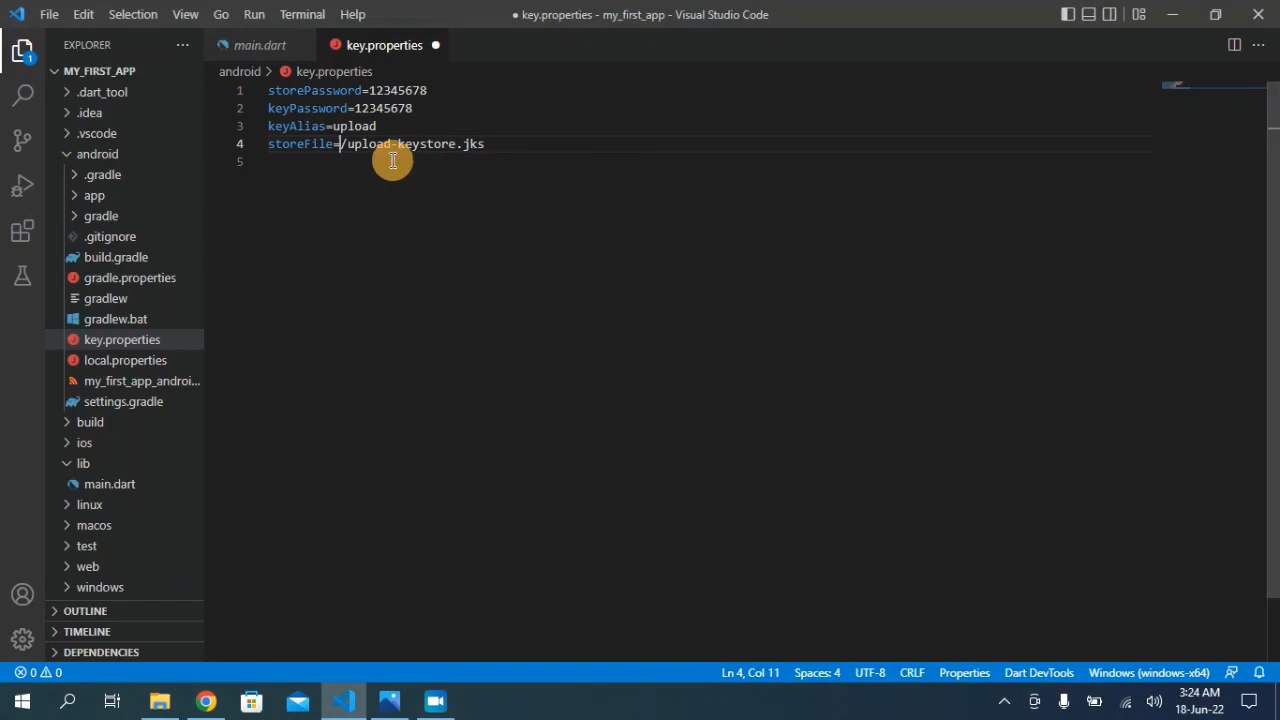 File Edit Selection View Go Run Terminal Help
● key.properties - my_first_app - Visual Studio Code
EXPLORER
main.dart
key.properties
MY_FIRST_APP
.dart_tool
.idea
.vscode
android
.gradle
app
gradle
.gitignore
build.gradle
gradle.properties
gradlew
gradlew.bat
key.properties
local.properties
my_first_app_androi...
settings.gradle
build
ios
lib
main.dart
linux
macos
test
web
windows
OUTLINE
TIMELINE
DEPENDENCIES
android > key.properties
1 storePassword=12345678
2 keyPassword=12345678
3 keyAlias=upload
4 storeFile=/upload-keystore.jks
5
1
0 0
Ln 4, Col 11 Spaces: 4 UTF-8 CRLF Properties Dart DevTools Windows (windows-x64)
3:24 AM
18-Jun-22